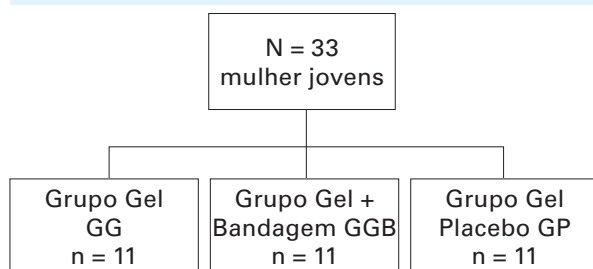 N = 33
mulher jovens
Grupo Gel
GG
n = 11
Grupo Gel +
Bandagem GGB
n = 11
Grupo Gel
Placebo GP
n = 11